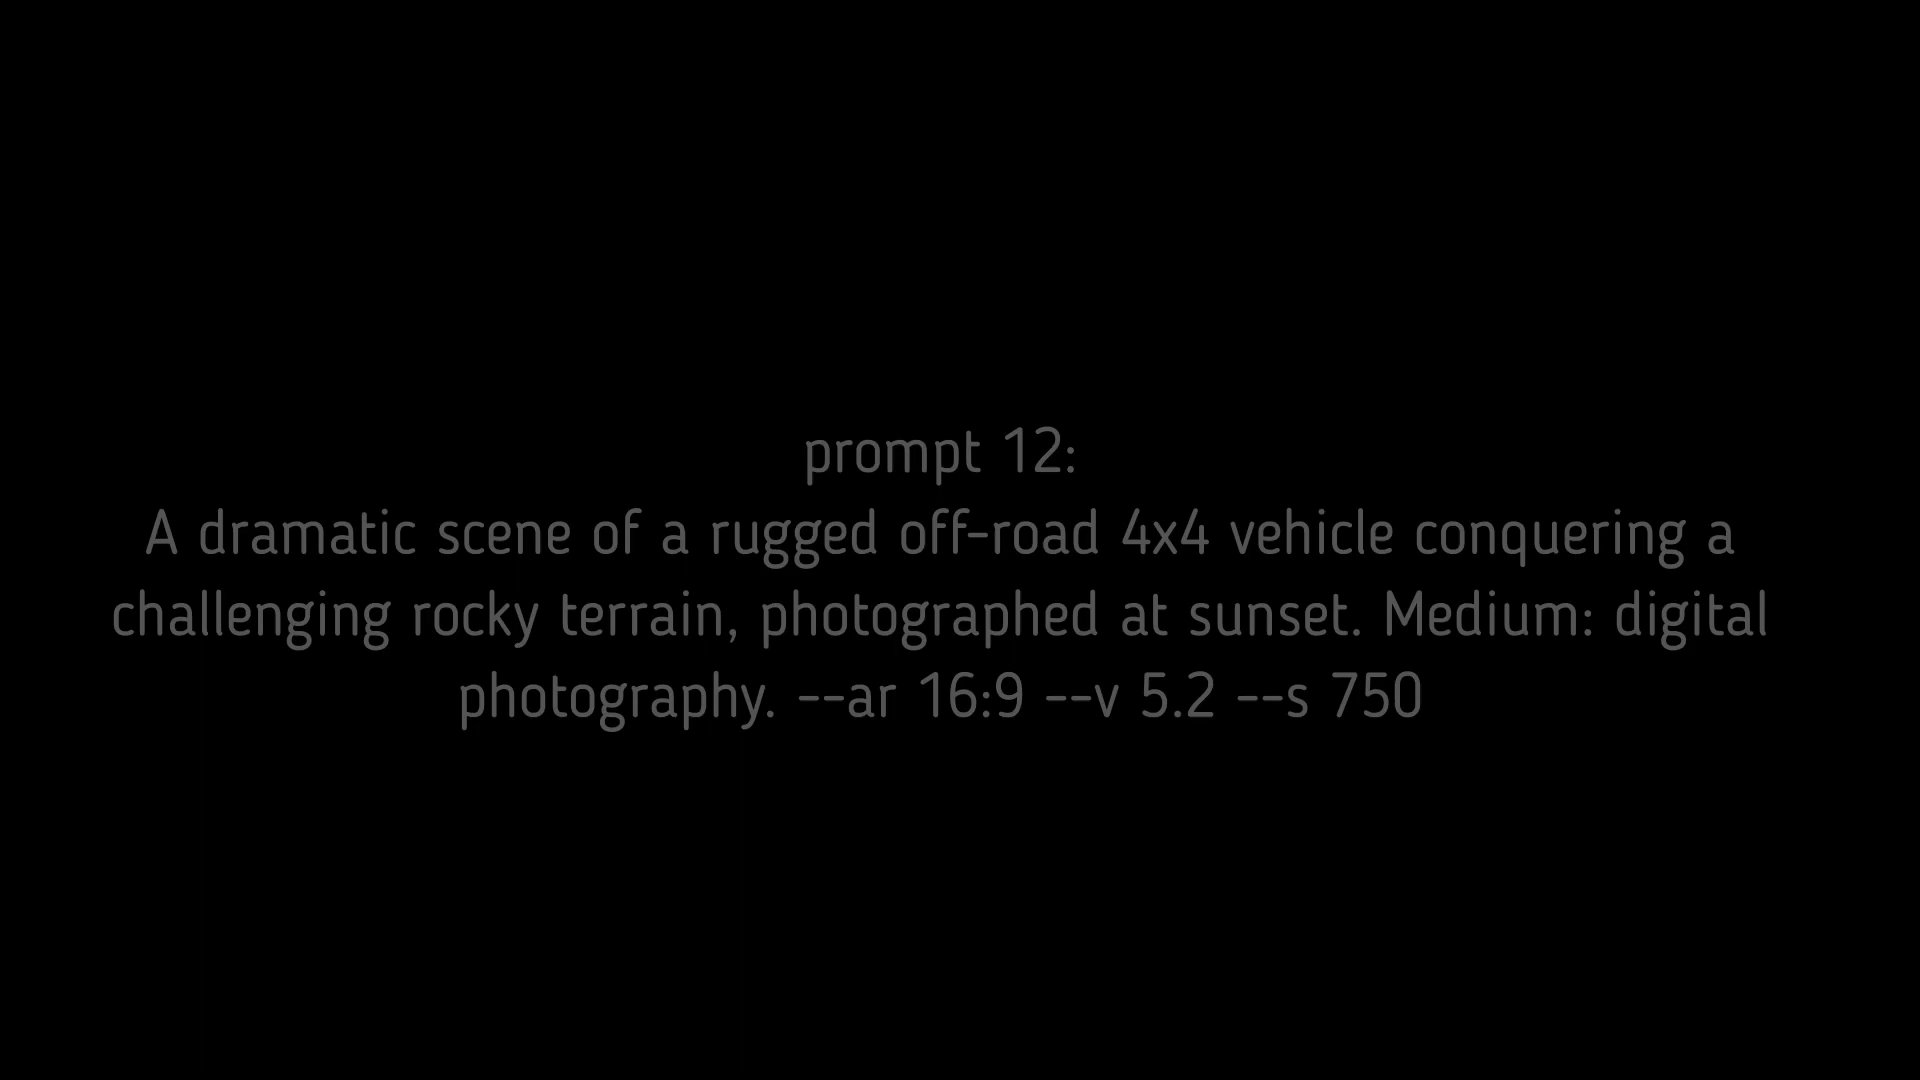 prompt 12:
A dramatic scene of a rugged off-road 4x4 vehicle conquering a
challenging rocky terrain, photographed at sunset. Medium: digital
photography. --ar 16:9 --v 5.2 --s 750